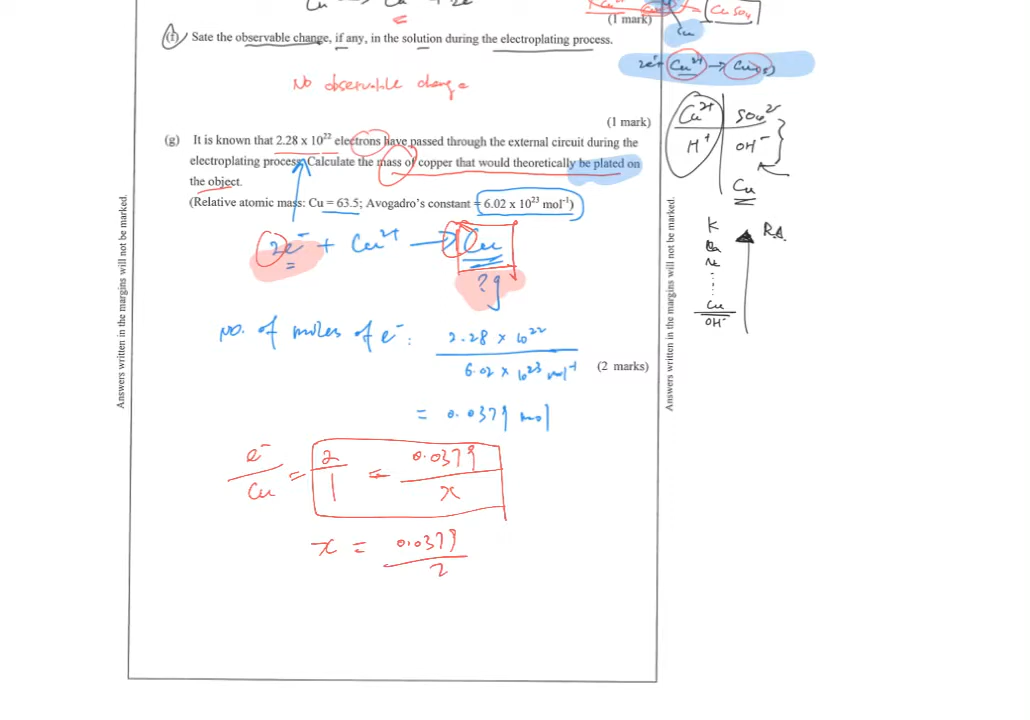 (1 mark)
Cu SO4
Cu
(f) Sate the observable change, if any, in the solution during the electroplating process.
2e⁻ + Cu²⁺ → Cu(s)
No observable change
Cu²⁺ SO4²⁻
H⁺ OH⁻
Cu
(1 mark)
(g) It is known that 2.28 x 10²² electrons have passed through the external circuit during the
electroplating process. Calculate the mass of copper that would theoretically be plated on
the object.
(Relative atomic mass: Cu = 63.5; Avogadro's constant = 6.02 x 10²³ mol⁻¹)
2e⁻ + Cu²⁺ → Cu
? g
K
R.A.
Cu
OH⁻
No. of moles of e⁻: 2.28 × 10²²
6.02 × 10²³ mol⁻¹
(2 marks)
= 0.0379 mol
e⁻ / Cu = 2 / 1 = 0.0379 / x
x = 0.0379 / 2
Answers written in the margins will not be marked.
Answers written in the margins will not be marked.